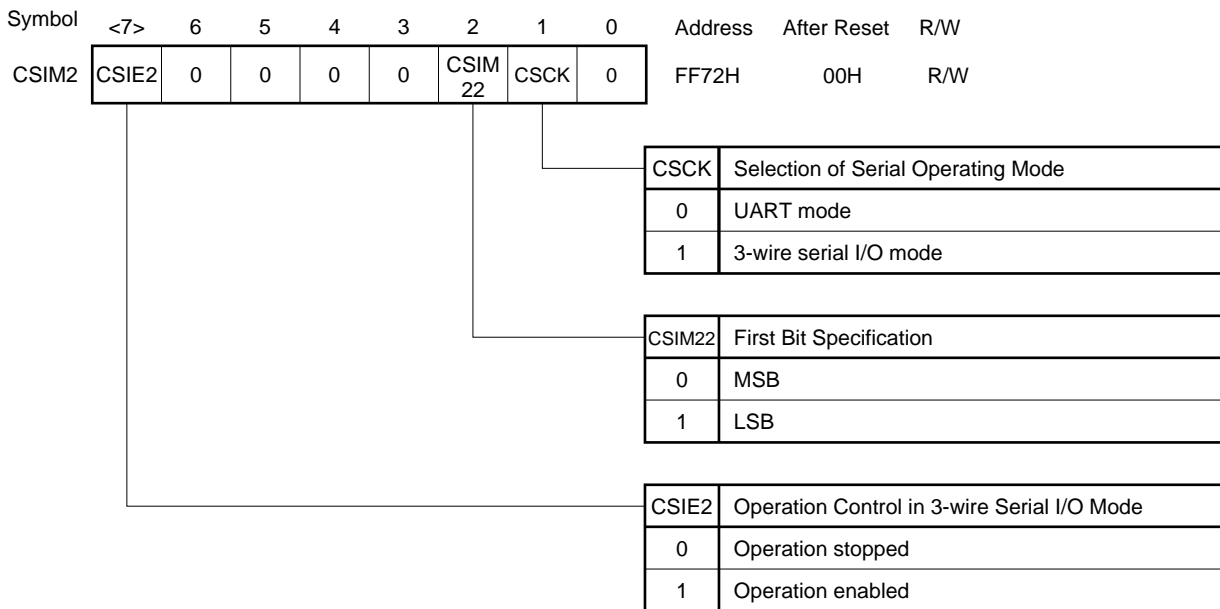 Symbol <7> 6 5 4 3 2 1 0 Address After Reset R/W
CSIM2 CSIE2 0 0 0 0 CSIM 22 CSCK 0 FF72H 00H R/W
CSCK Selection of Serial Operating Mode
0 UART mode
1 3-wire serial I/O mode
CSIM22 First Bit Specification
0 MSB
1 LSB
CSIE2 Operation Control in 3-wire Serial I/O Mode
0 Operation stopped
1 Operation enabled